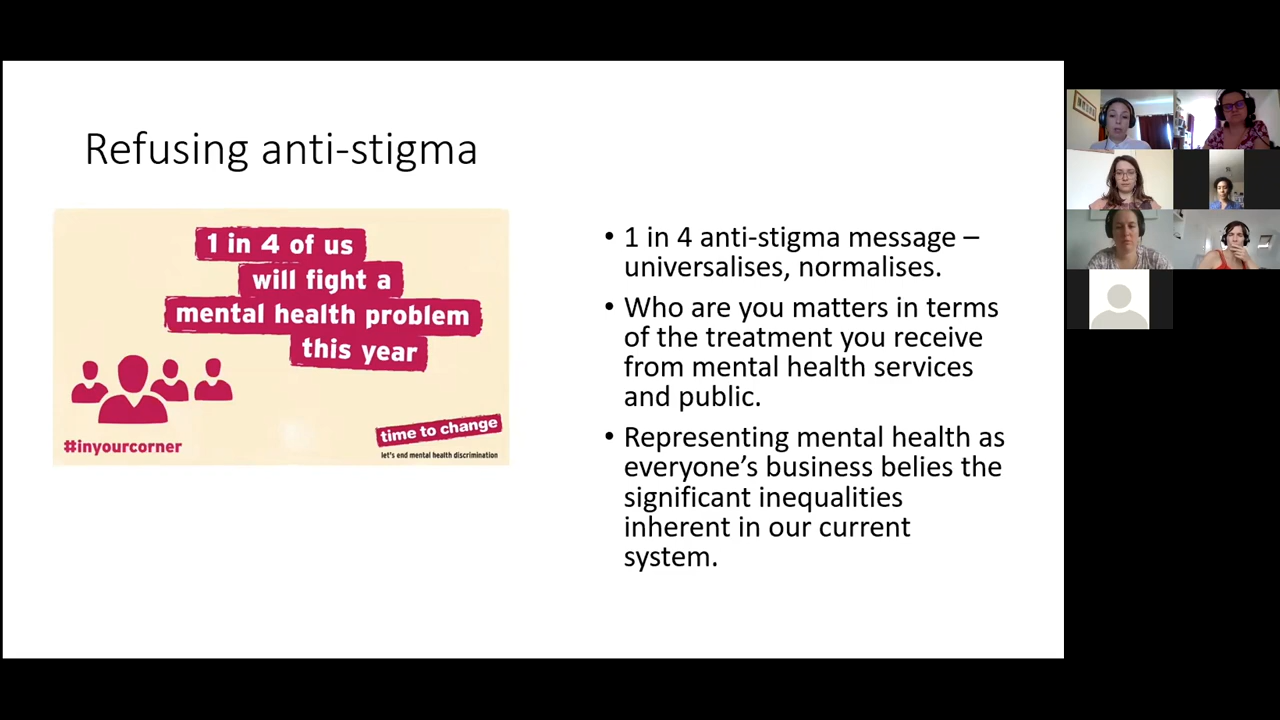 Refusing anti-stigma
1 in 4 of us
will fight a
mental health problem
this year
#inyourcorner
time to change
let's end mental health discrimination
• 1 in 4 anti-stigma message –
universalises, normalises.
• Who are you matters in terms
of the treatment you receive
from mental health services
and public.
• Representing mental health as
everyone's business belies the
significant inequalities
inherent in our current
system.